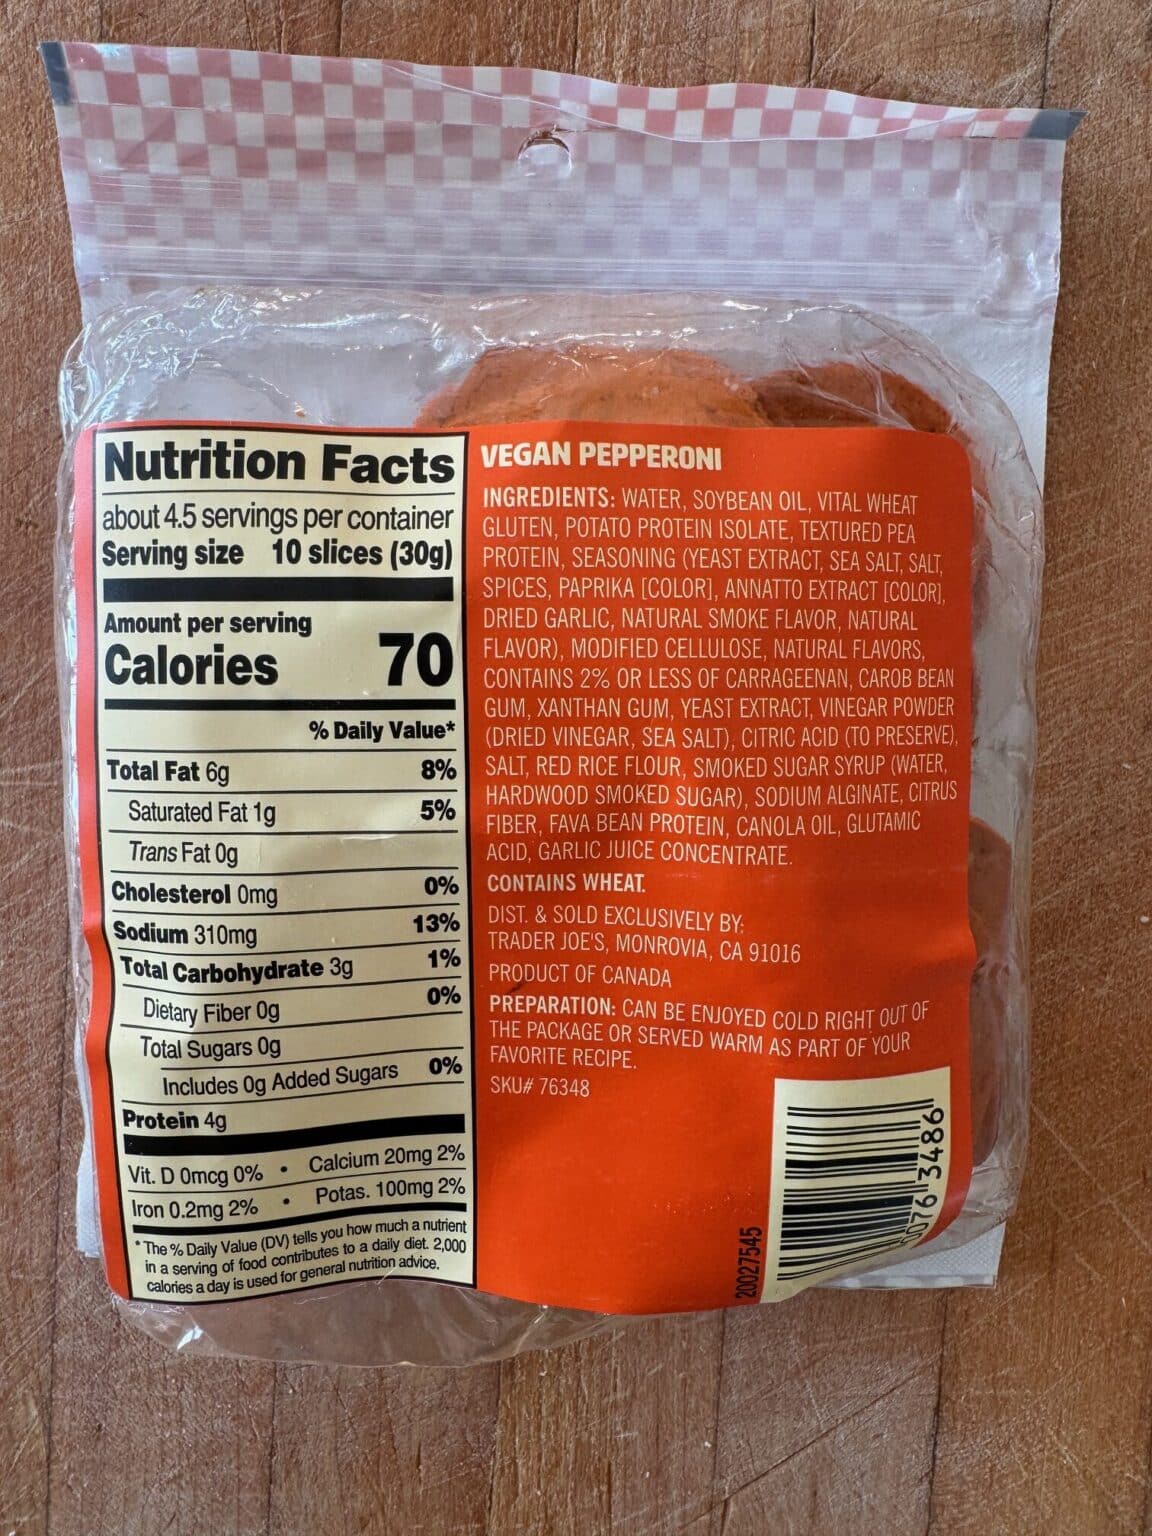 Nutrition Facts
about 4.5 servings per container
Serving size 10 slices (30g)
Amount per serving
Calories 70
% Daily Value*
Total Fat 6g 8%
Saturated Fat 1g 5%
Trans Fat 0g
Cholesterol 0mg 0%
Sodium 310mg 13%
Total Carbohydrate 3g 1%
Dietary Fiber 0g 0%
Total Sugars 0g
Includes 0g Added Sugars 0%
Protein 4g
Vit. D 0mcg 0% • Calcium 20mg 2%
Iron 0.2mg 2% • Potas. 100mg 2%
* The % Daily Value (DV) tells you how much a nutrient
in a serving of food contributes to a daily diet. 2,000
calories a day is used for general nutrition advice.
VEGAN PEPPERONI
INGREDIENTS: WATER, SOYBEAN OIL, VITAL WHEAT
GLUTEN, POTATO PROTEIN ISOLATE, TEXTURED PEA
PROTEIN, SEASONING (YEAST EXTRACT, SEA SALT, SALT,
SPICES, PAPRIKA [COLOR], ANNATTO EXTRACT [COLOR],
DRIED GARLIC, NATURAL SMOKE FLAVOR, NATURAL
FLAVOR), MODIFIED CELLULOSE, NATURAL FLAVORS,
CONTAINS 2% OR LESS OF CARRAGEENAN, CAROB BEAN
GUM, XANTHAN GUM, YEAST EXTRACT, VINEGAR POWDER
(DRIED VINEGAR, SEA SALT), CITRIC ACID (TO PRESERVE),
SALT, RED RICE FLOUR, SMOKED SUGAR SYRUP (WATER,
HARDWOOD SMOKED SUGAR), SODIUM ALGINATE, CITRUS
FIBER, FAVA BEAN PROTEIN, CANOLA OIL, GLUTAMIC
ACID, GARLIC JUICE CONCENTRATE.
CONTAINS WHEAT.
DIST. & SOLD EXCLUSIVELY BY:
TRADER JOE'S, MONROVIA, CA 91016
PRODUCT OF CANADA
PREPARATION: CAN BE ENJOYED COLD RIGHT OUT OF
THE PACKAGE OR SERVED WARM AS PART OF YOUR
FAVORITE RECIPE.
SKU# 76348
20027545
0076 3486